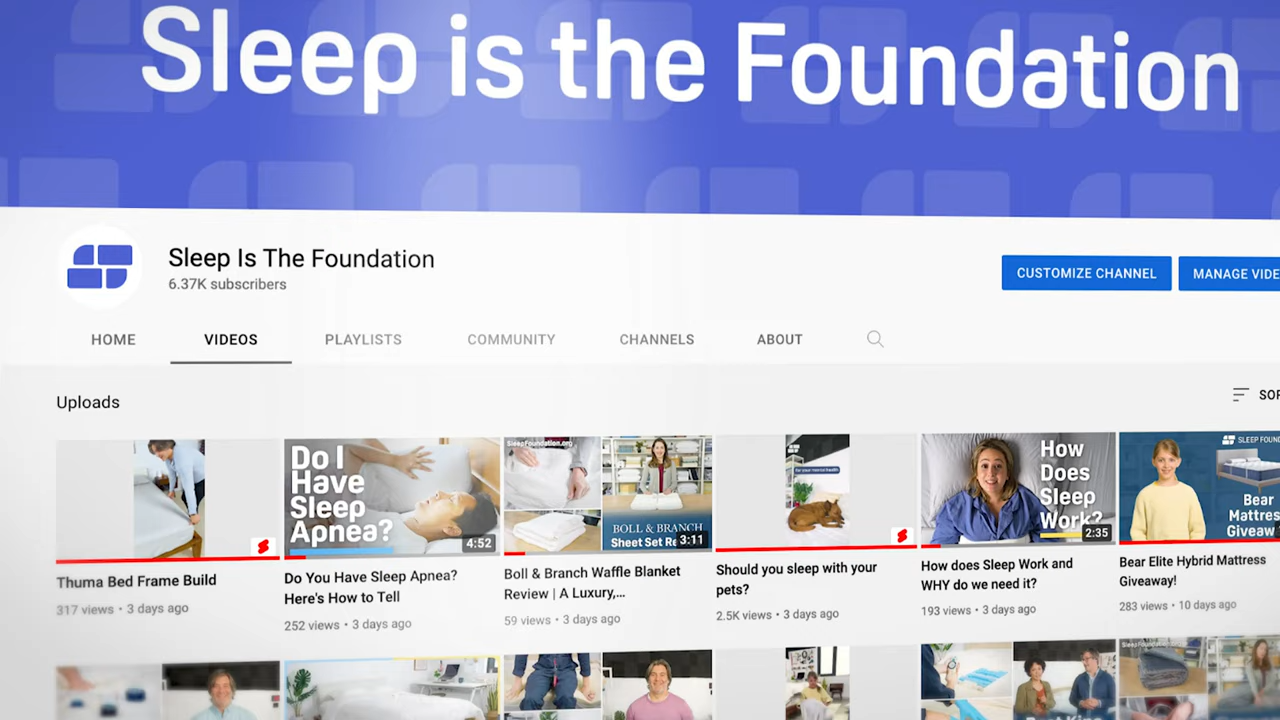 Sleep is the Foundation
Sleep Is The Foundation
6.37K subscribers
CUSTOMIZE CHANNEL
MANAGE VIDE
HOME
VIDEOS
PLAYLISTS
COMMUNITY
CHANNELS
ABOUT
Uploads
SOR
Do I
Have
Sleep
Apnea?
4:52
SleepFoundation.org
BOLL & BRANCH
Sheet Set Re
3:11
How
Does
Sleep
Work?
2:35
SLEEP FOUND
Bear
Mattres
Giveaw
Thuma Bed Frame Build
317 views • 3 days ago
Do You Have Sleep Apnea?
Here's How to Tell
252 views • 3 days ago
Boll & Branch Waffle Blanket
Review | A Luxury,...
59 views • 3 days ago
Should you sleep with your
pets?
2.5K views • 3 days ago
How does Sleep Work and
WHY do we need it?
193 views • 3 days ago
Bear Elite Hybrid Mattress
Giveaway!
283 views • 10 days ago